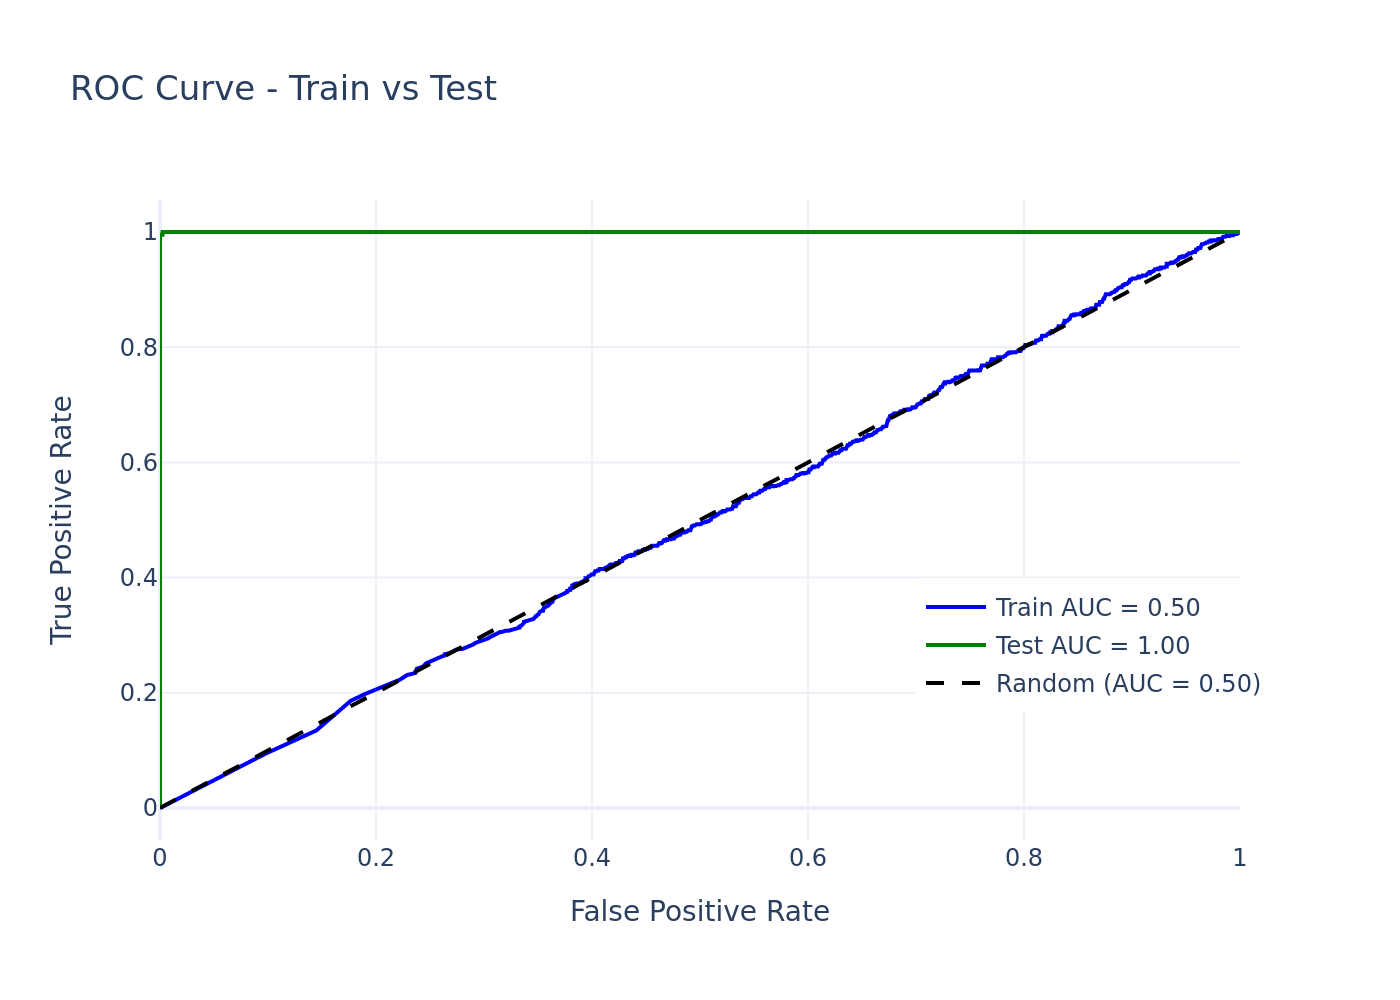 ROC Curve - Train vs Test
True Positive Rate
1
0.8
0.6
0.4
0.2
0
0
0.2
0.4
0.6
0.8
1
False Positive Rate
Train AUC = 0.50
Test AUC = 1.00
Random (AUC = 0.50)